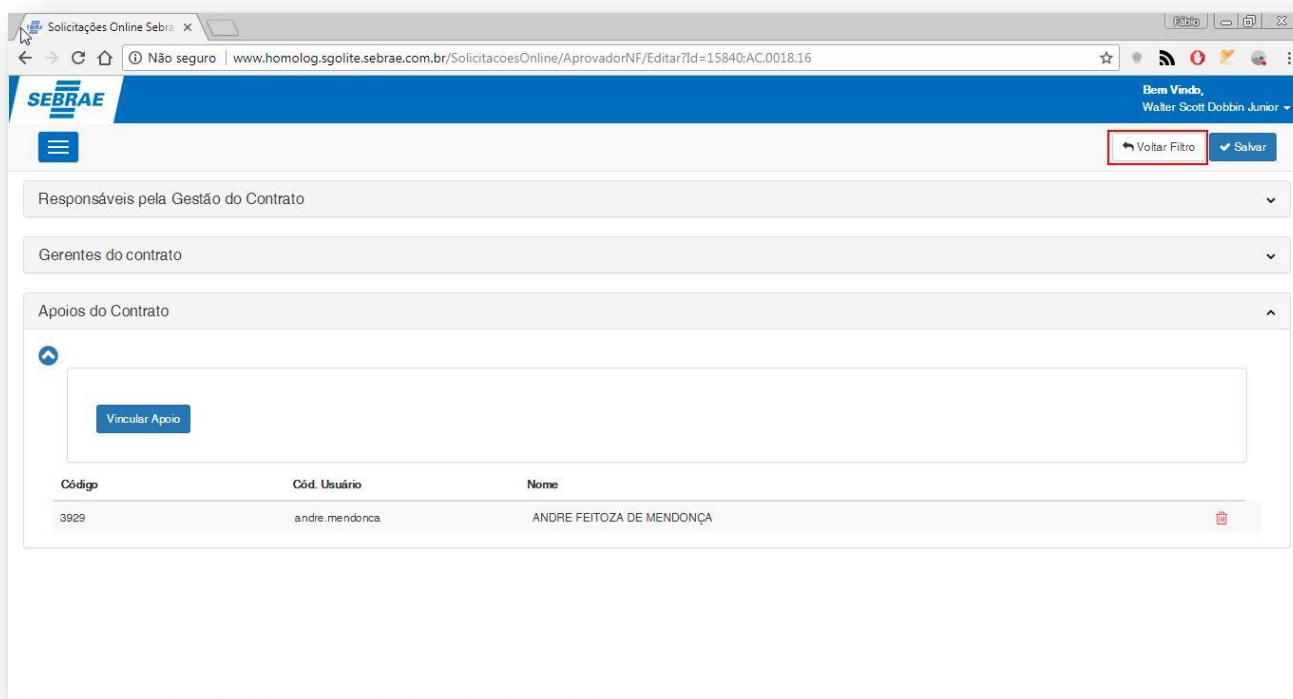 Solicitações Online Sebra
Fábio
Não seguro | www.homolog.sgolite.sebrae.com.br/SolicitacoesOnline/AprovadorNF/Editar?Id=15840;AC.0018.16
SEBRAE
Bem Vindo,
Walter Scott Dobbin Junior
Voltar Filtro
Salvar
Responsáveis pela Gestão do Contrato
Gerentes do contrato
Apoios do Contrato
Vincular Apoio
Código Cód. Usuário Nome
3929 andre.mendonca ANDRE FEITOZA DE MENDONÇA